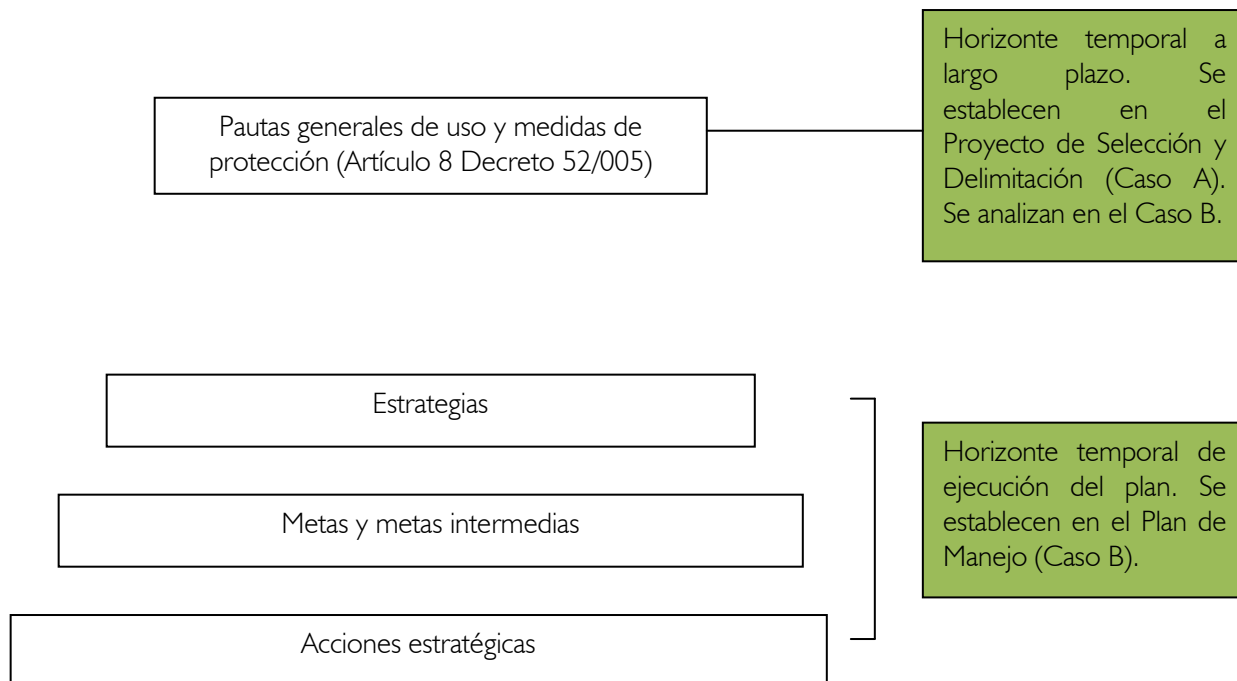 Pautas generales de uso y medidas de
protección (Artículo 8 Decreto 52/005)
Horizonte temporal a
largo plazo. Se
establecen en el
Proyecto de Selección y
Delimitación (Caso A).
Se analizan en el Caso B.
Estrategias
Metas y metas intermedias
Acciones estratégicas
Horizonte temporal de
ejecución del plan. Se
establecen en el Plan de
Manejo (Caso B).